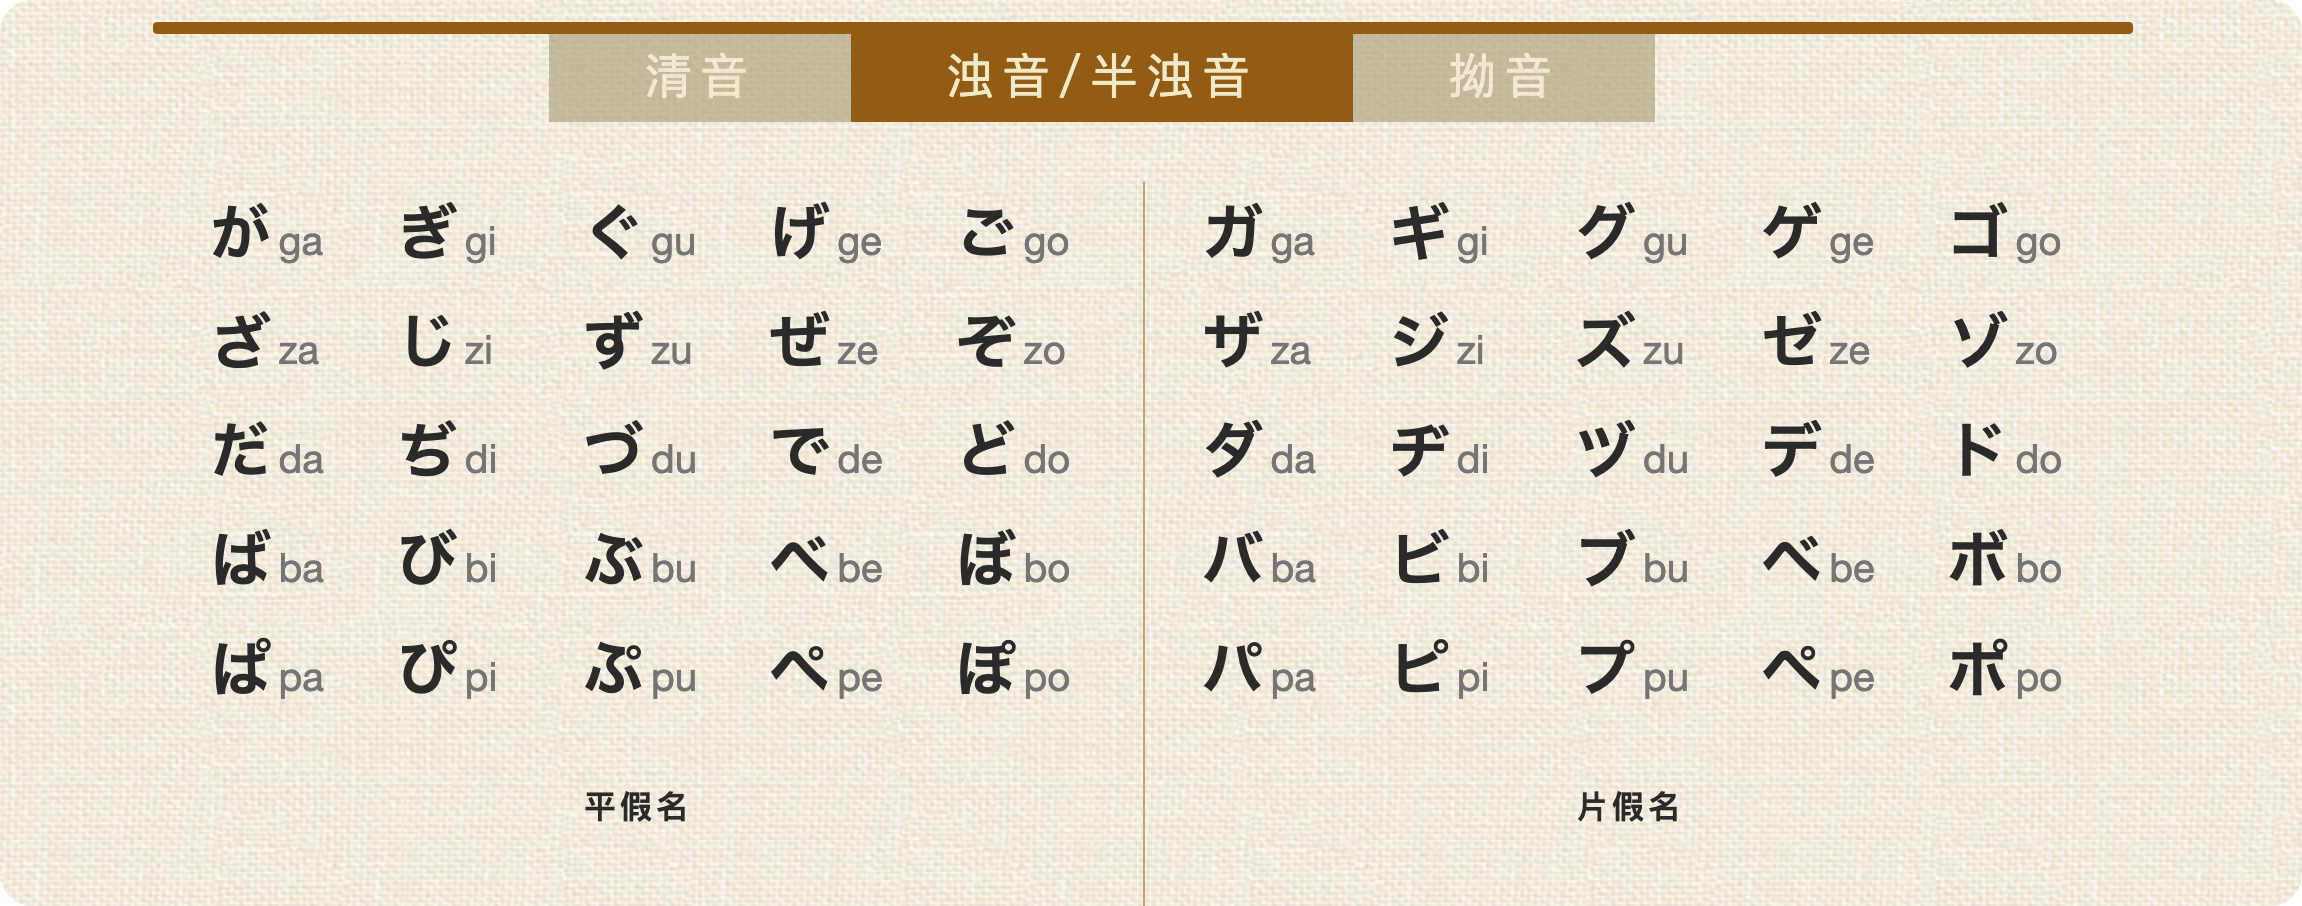 清音 浊音/半浊音 拗音
が ga ぎ gi ぐ gu げ ge ご go ガ ga ギ gi グ gu ゲ ge ゴ go
ざ za じ zi ず zu ぜ ze ぞ zo ザ za ジ zi ズ zu ゼ ze ゾ zo
だ da ぢ di づ du で de ど do ダ da ヂ di ヅ du デ de ド do
ば ba び bi ぶ bu べ be ぼ bo バ ba ビ bi ブ bu ベ be ボ bo
ぱ pa ぴ pi ぷ pu ぺ pe ぽ po パ pa ピ pi プ pu ペ pe ポ po
平假名 片假名